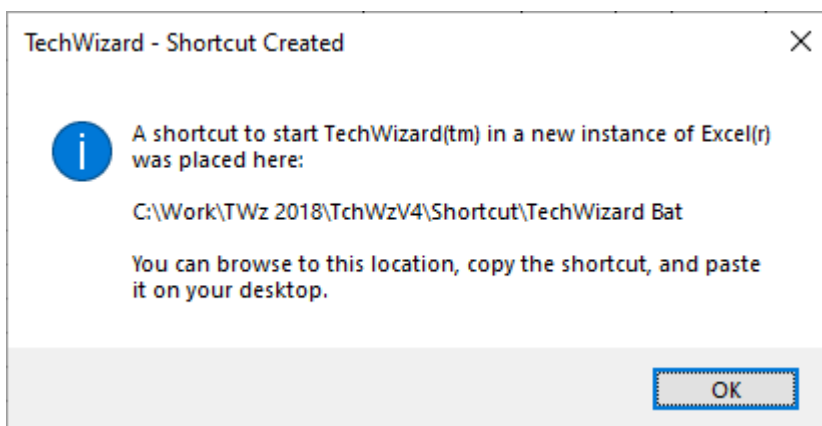 TechWizard - Shortcut Created
A shortcut to start TechWizard(tm) in a new instance of Excel(r)
was placed here:
C:\Work\TWz 2018\TchWzV4\Shortcut\TechWizard Bat
You can browse to this location, copy the shortcut, and paste
it on your desktop.
OK